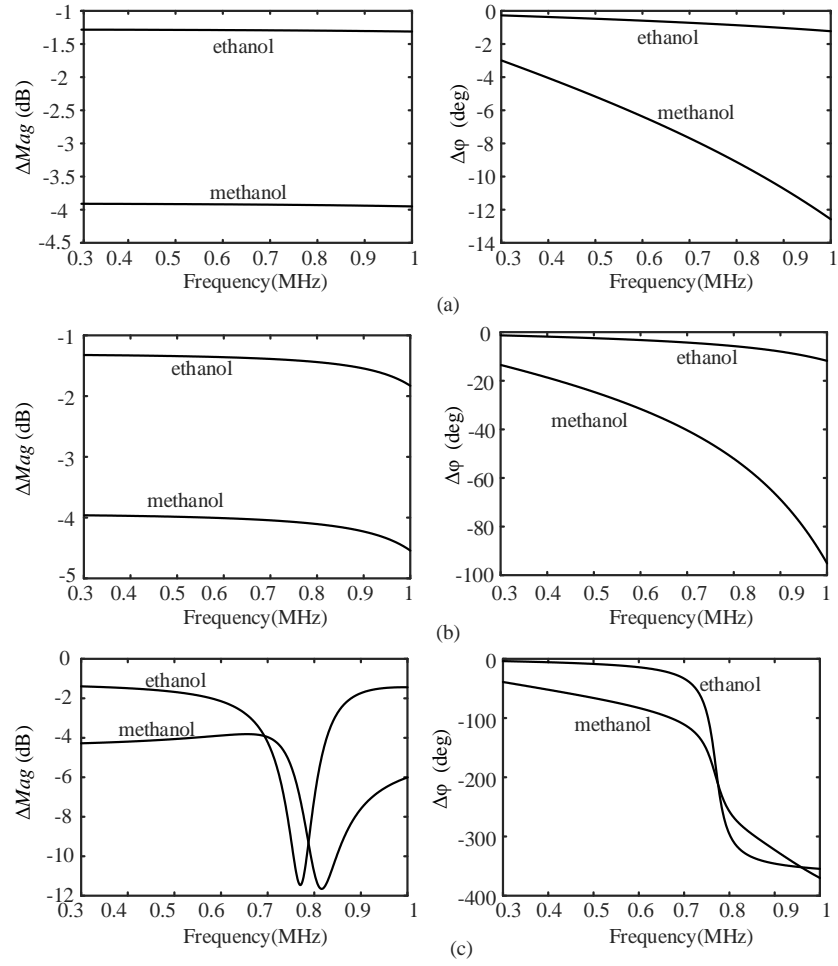 -1
-1.5
-2
-2.5
-3
-3.5
-4
-4.5
ΔMag (dB)
ethanol
methanol
0.3 0.4 0.5 0.6 0.7 0.8 0.9 1
Frequency(MHz)
0
-2
-4
-6
-8
-10
-12
-14
Δφ (deg)
ethanol
methanol
0.3 0.4 0.5 0.6 0.7 0.8 0.9 1
Frequency(MHz)
(a)
-1
-2
-3
-4
-5
ΔMag (dB)
ethanol
methanol
0.3 0.4 0.5 0.6 0.7 0.8 0.9 1
Frequency(MHz)
0
-20
-40
-60
-80
-100
Δφ (deg)
ethanol
methanol
0.3 0.4 0.5 0.6 0.7 0.8 0.9 1
Frequency(MHz)
(b)
0
-2
-4
-6
-8
-10
-12
ΔMag (dB)
ethanol
methanol
0.3 0.4 0.5 0.6 0.7 0.8 0.9 1
Frequency(MHz)
0
-100
-200
-300
-400
Δφ (deg)
ethanol
methanol
0.3 0.4 0.5 0.6 0.7 0.8 0.9 1
Frequency(MHz)
(c)